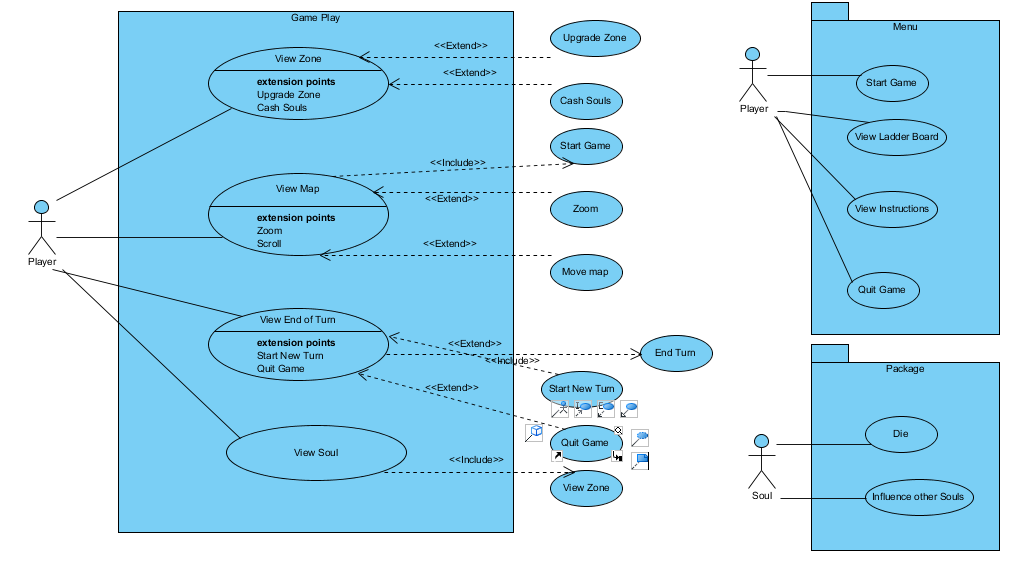 Game Play
View Zone
extension points
Upgrade Zone
Cash Souls
<<Extend>>
Upgrade Zone
<<Extend>>
Cash Souls
Start Game
<<Include>>
View Map
extension points
Zoom
Scroll
<<Extend>>
Zoom
<<Extend>>
Move map
Player
View End of Turn
extension points
Start New Turn
Quit Game
<<Extend>>
<<Include>>
End Turn
Start New Turn
<<Extend>>
Quit Game
View Soul
<<Include>>
View Zone
Menu
Player
Start Game
View Ladder Board
View Instructions
Quit Game
Package
Soul
Die
Influence other Souls